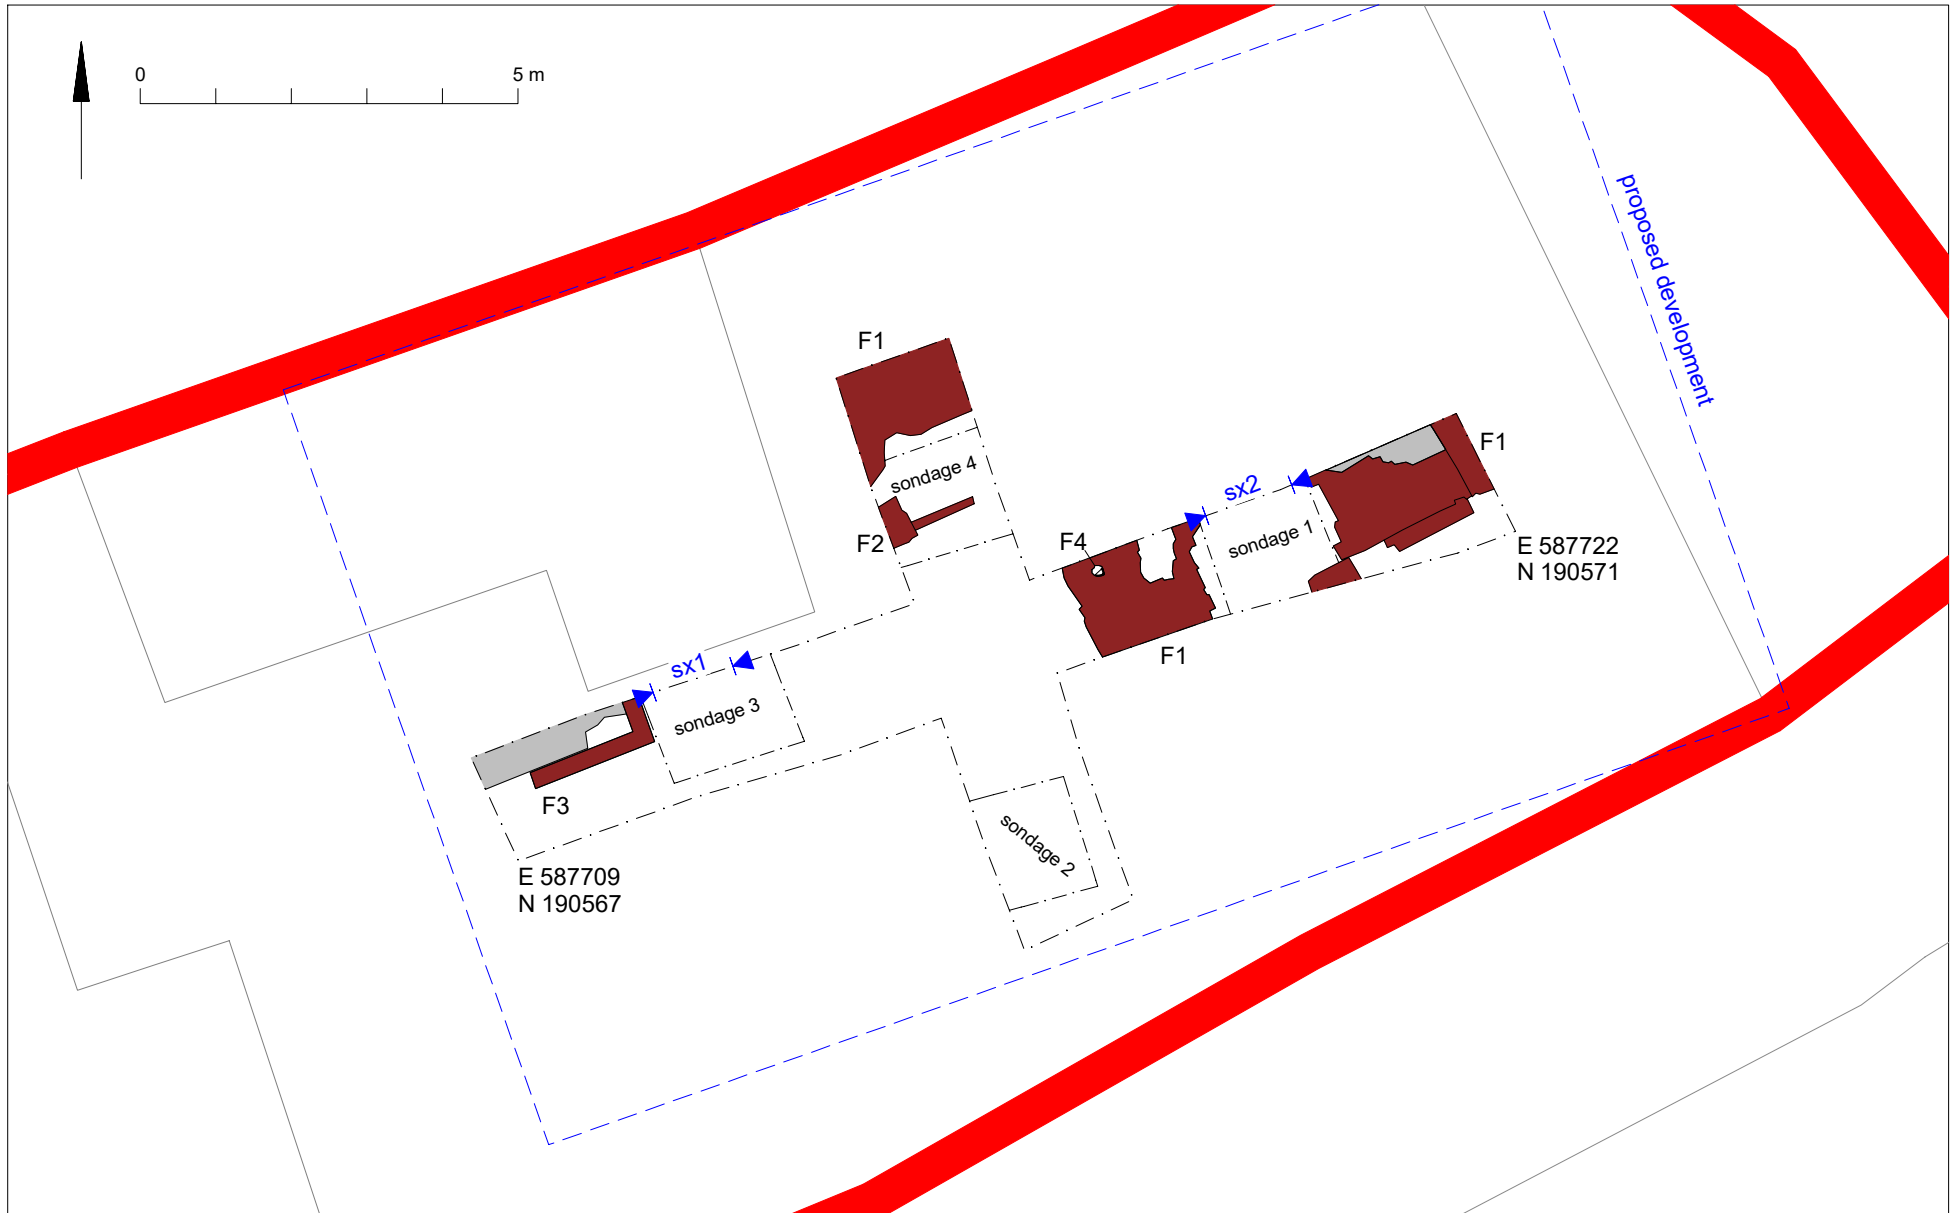 0 5 m
proposed development
F1
F1
sondage 4
sx2
sondage 1
F2
F4
E 587722
N 190571
F1
sx1
sondage 3
F3
sondage 2
E 587709
N 190567